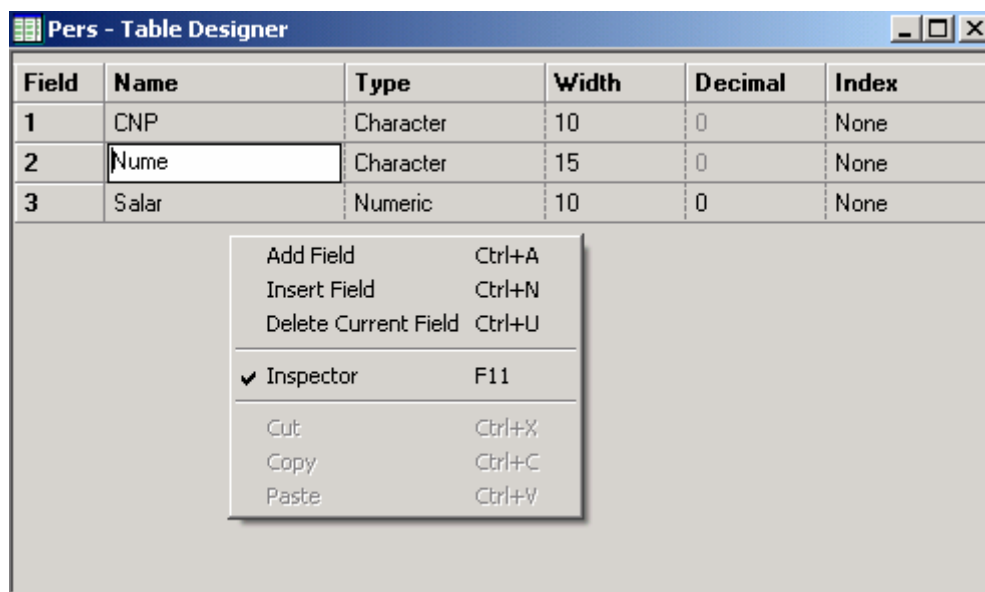 Pers - Table Designer
Field Name Type Width Decimal Index
1 CNP Character 10 0 None
2 Nume Character 15 0 None
3 Salar Numeric 10 0 None
Add Field Ctrl+A
Insert Field Ctrl+N
Delete Current Field Ctrl+U
Inspector F11
Cut Ctrl+X
Copy Ctrl+C
Paste Ctrl+V